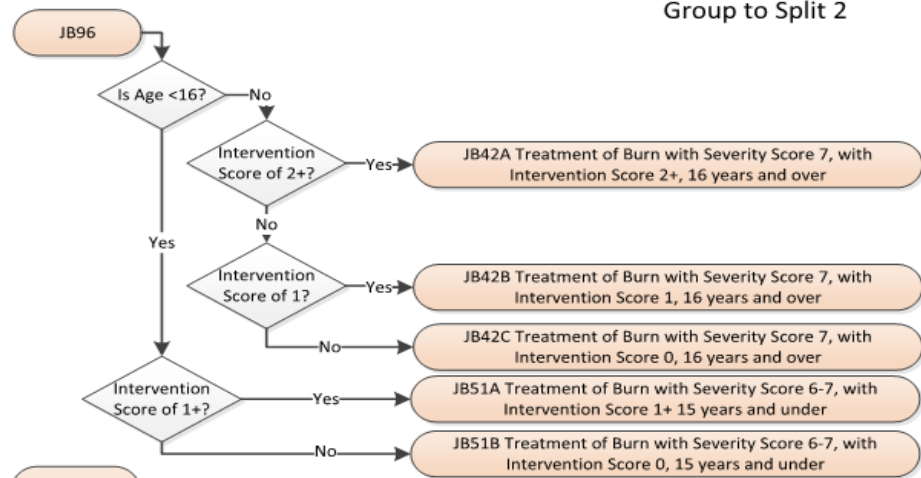 Group to Split 2
JB96
Is Age <16?
No
Intervention
Score of 2+?
Yes
JB42A Treatment of Burn with Severity Score 7, with
Intervention Score 2+, 16 years and over
No
Yes
Intervention
Score of 1?
Yes
JB42B Treatment of Burn with Severity Score 7, with
Intervention Score 1, 16 years and over
No
JB42C Treatment of Burn with Severity Score 7, with
Intervention Score 0, 16 years and over
Intervention
Score of 1+?
Yes
JB51A Treatment of Burn with Severity Score 6-7, with
Intervention Score 1+ 15 years and under
No
JB51B Treatment of Burn with Severity Score 6-7, with
Intervention Score 0, 15 years and under